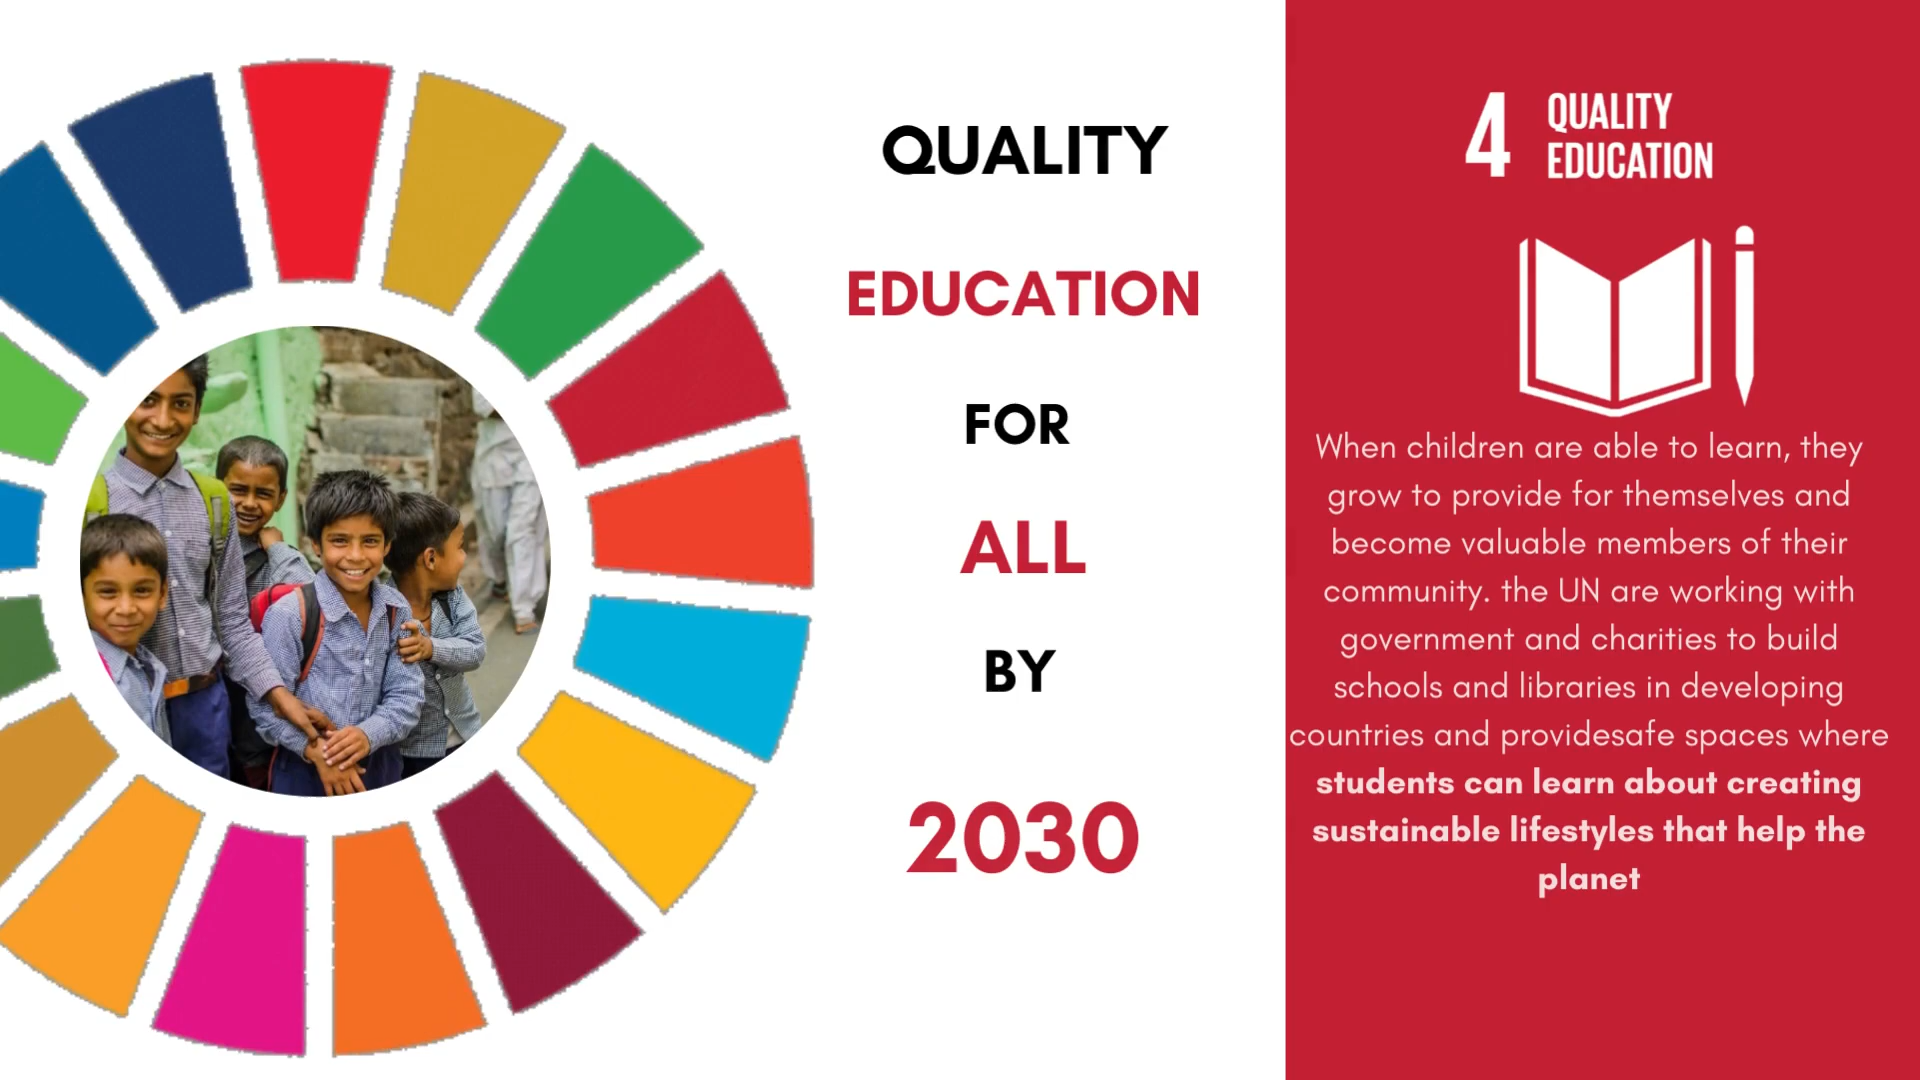 QUALITY
EDUCATION
FOR
ALL
BY
2030
4 QUALITY
EDUCATION
When children are able to learn, they
grow to provide for themselves and
become valuable members of their
community. the UN are working with
government and charities to build
schools and libraries in developing
countries and providesafe spaces where
students can learn about creating
sustainable lifestyles that help the
planet